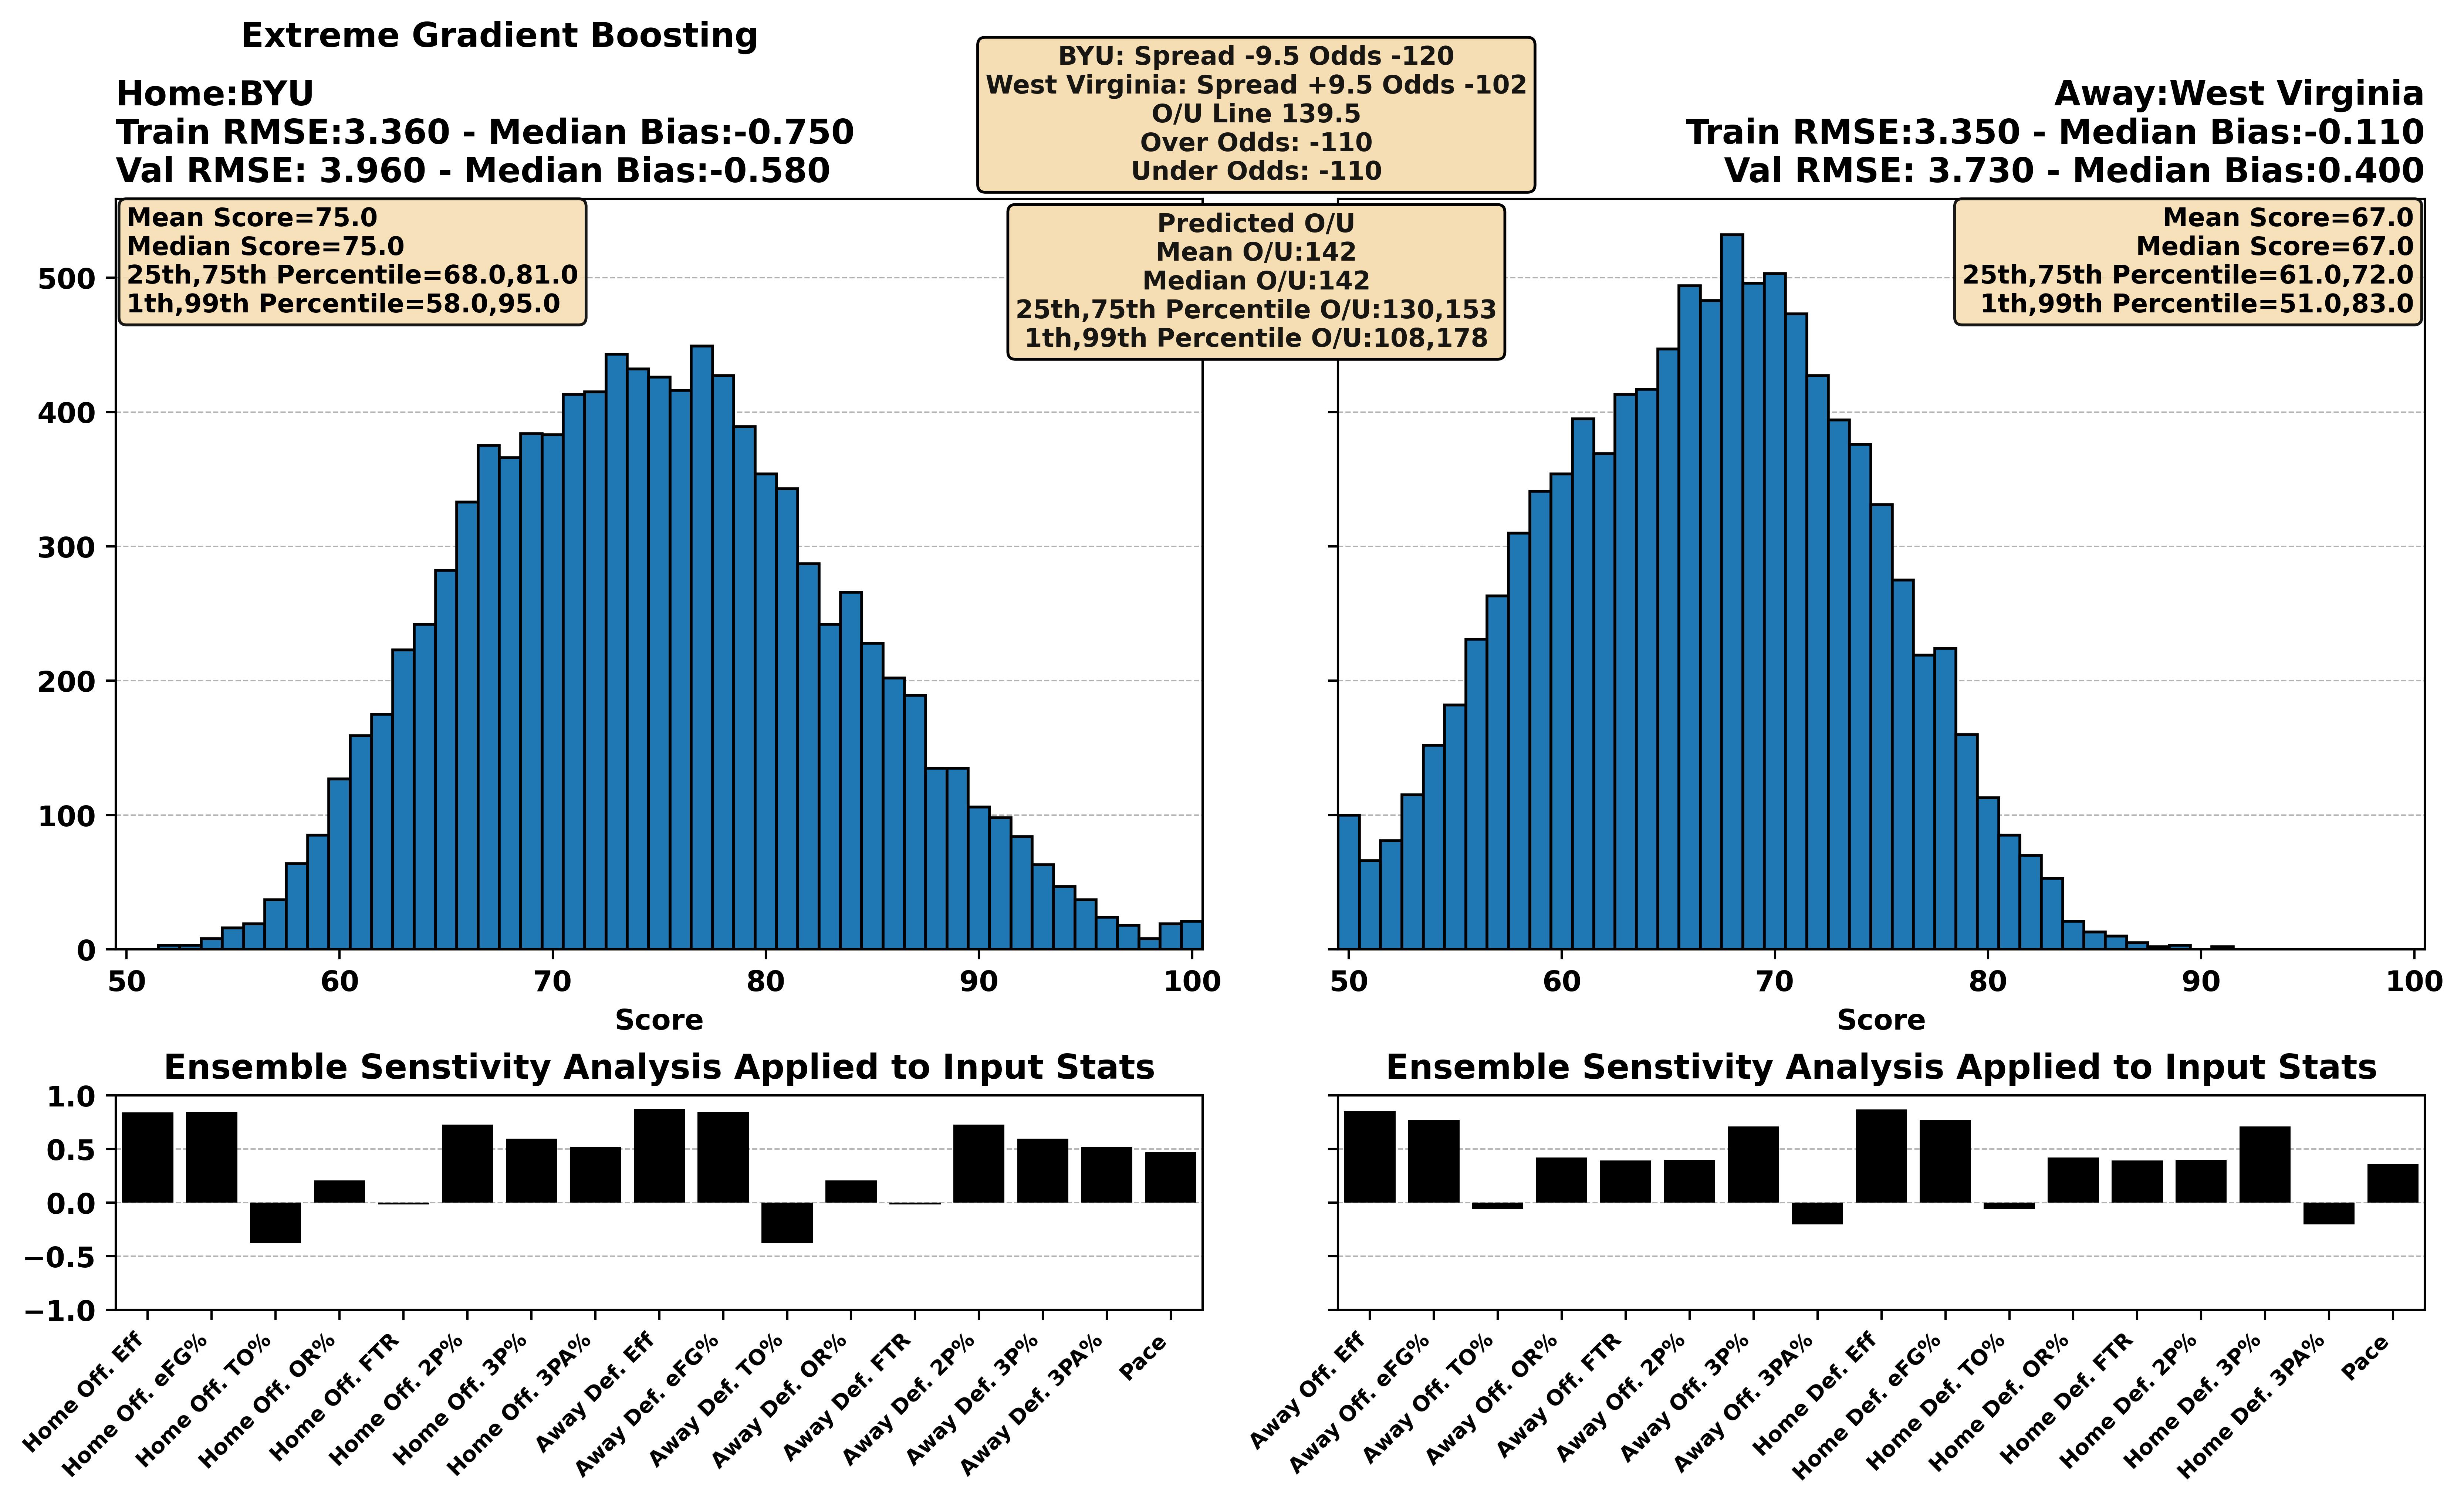 Extreme Gradient Boosting
Home:BYU
Train RMSE:3.360 - Median Bias:-0.750
Val RMSE: 3.960 - Median Bias:-0.580
BYU: Spread -9.5 Odds -120
West Virginia: Spread +9.5 Odds -102
O/U Line 139.5
Over Odds: -110
Under Odds: -110
Away:West Virginia
Train RMSE:3.350 - Median Bias:-0.110
Val RMSE: 3.730 - Median Bias:0.400
Mean Score=75.0
Median Score=75.0
25th,75th Percentile=68.0,81.0
1th,99th Percentile=58.0,95.0
Predicted O/U
Mean O/U:142
Median O/U:142
25th,75th Percentile O/U:130,153
1th,99th Percentile O/U:108,178
Mean Score=67.0
Median Score=67.0
25th,75th Percentile=61.0,72.0
1th,99th Percentile=51.0,83.0
500
400
300
200
100
0
50 60 70 80 90 100
Score
50 60 70 80 90 100
Score
Ensemble Senstivity Analysis Applied to Input Stats
1.0
0.5
0.0
−0.5
−1.0
Home Off. Eff
Home Off. eFG%
Home Off. TO%
Home Off. OR%
Home Off. FTR
Home Off. 2P%
Home Off. 3P%
Home Off. 3PA%
Away Def. Eff
Away Def. eFG%
Away Def. TO%
Away Def. OR%
Away Def. FTR
Away Def. 2P%
Away Def. 3P%
Away Def. 3PA%
Pace
Ensemble Senstivity Analysis Applied to Input Stats
Away Off. Eff
Away Off. eFG%
Away Off. TO%
Away Off. OR%
Away Off. FTR
Away Off. 2P%
Away Off. 3P%
Away Off. 3PA%
Home Def. Eff
Home Def. eFG%
Home Def. TO%
Home Def. OR%
Home Def. FTR
Home Def. 2P%
Home Def. 3P%
Home Def. 3PA%
Pace